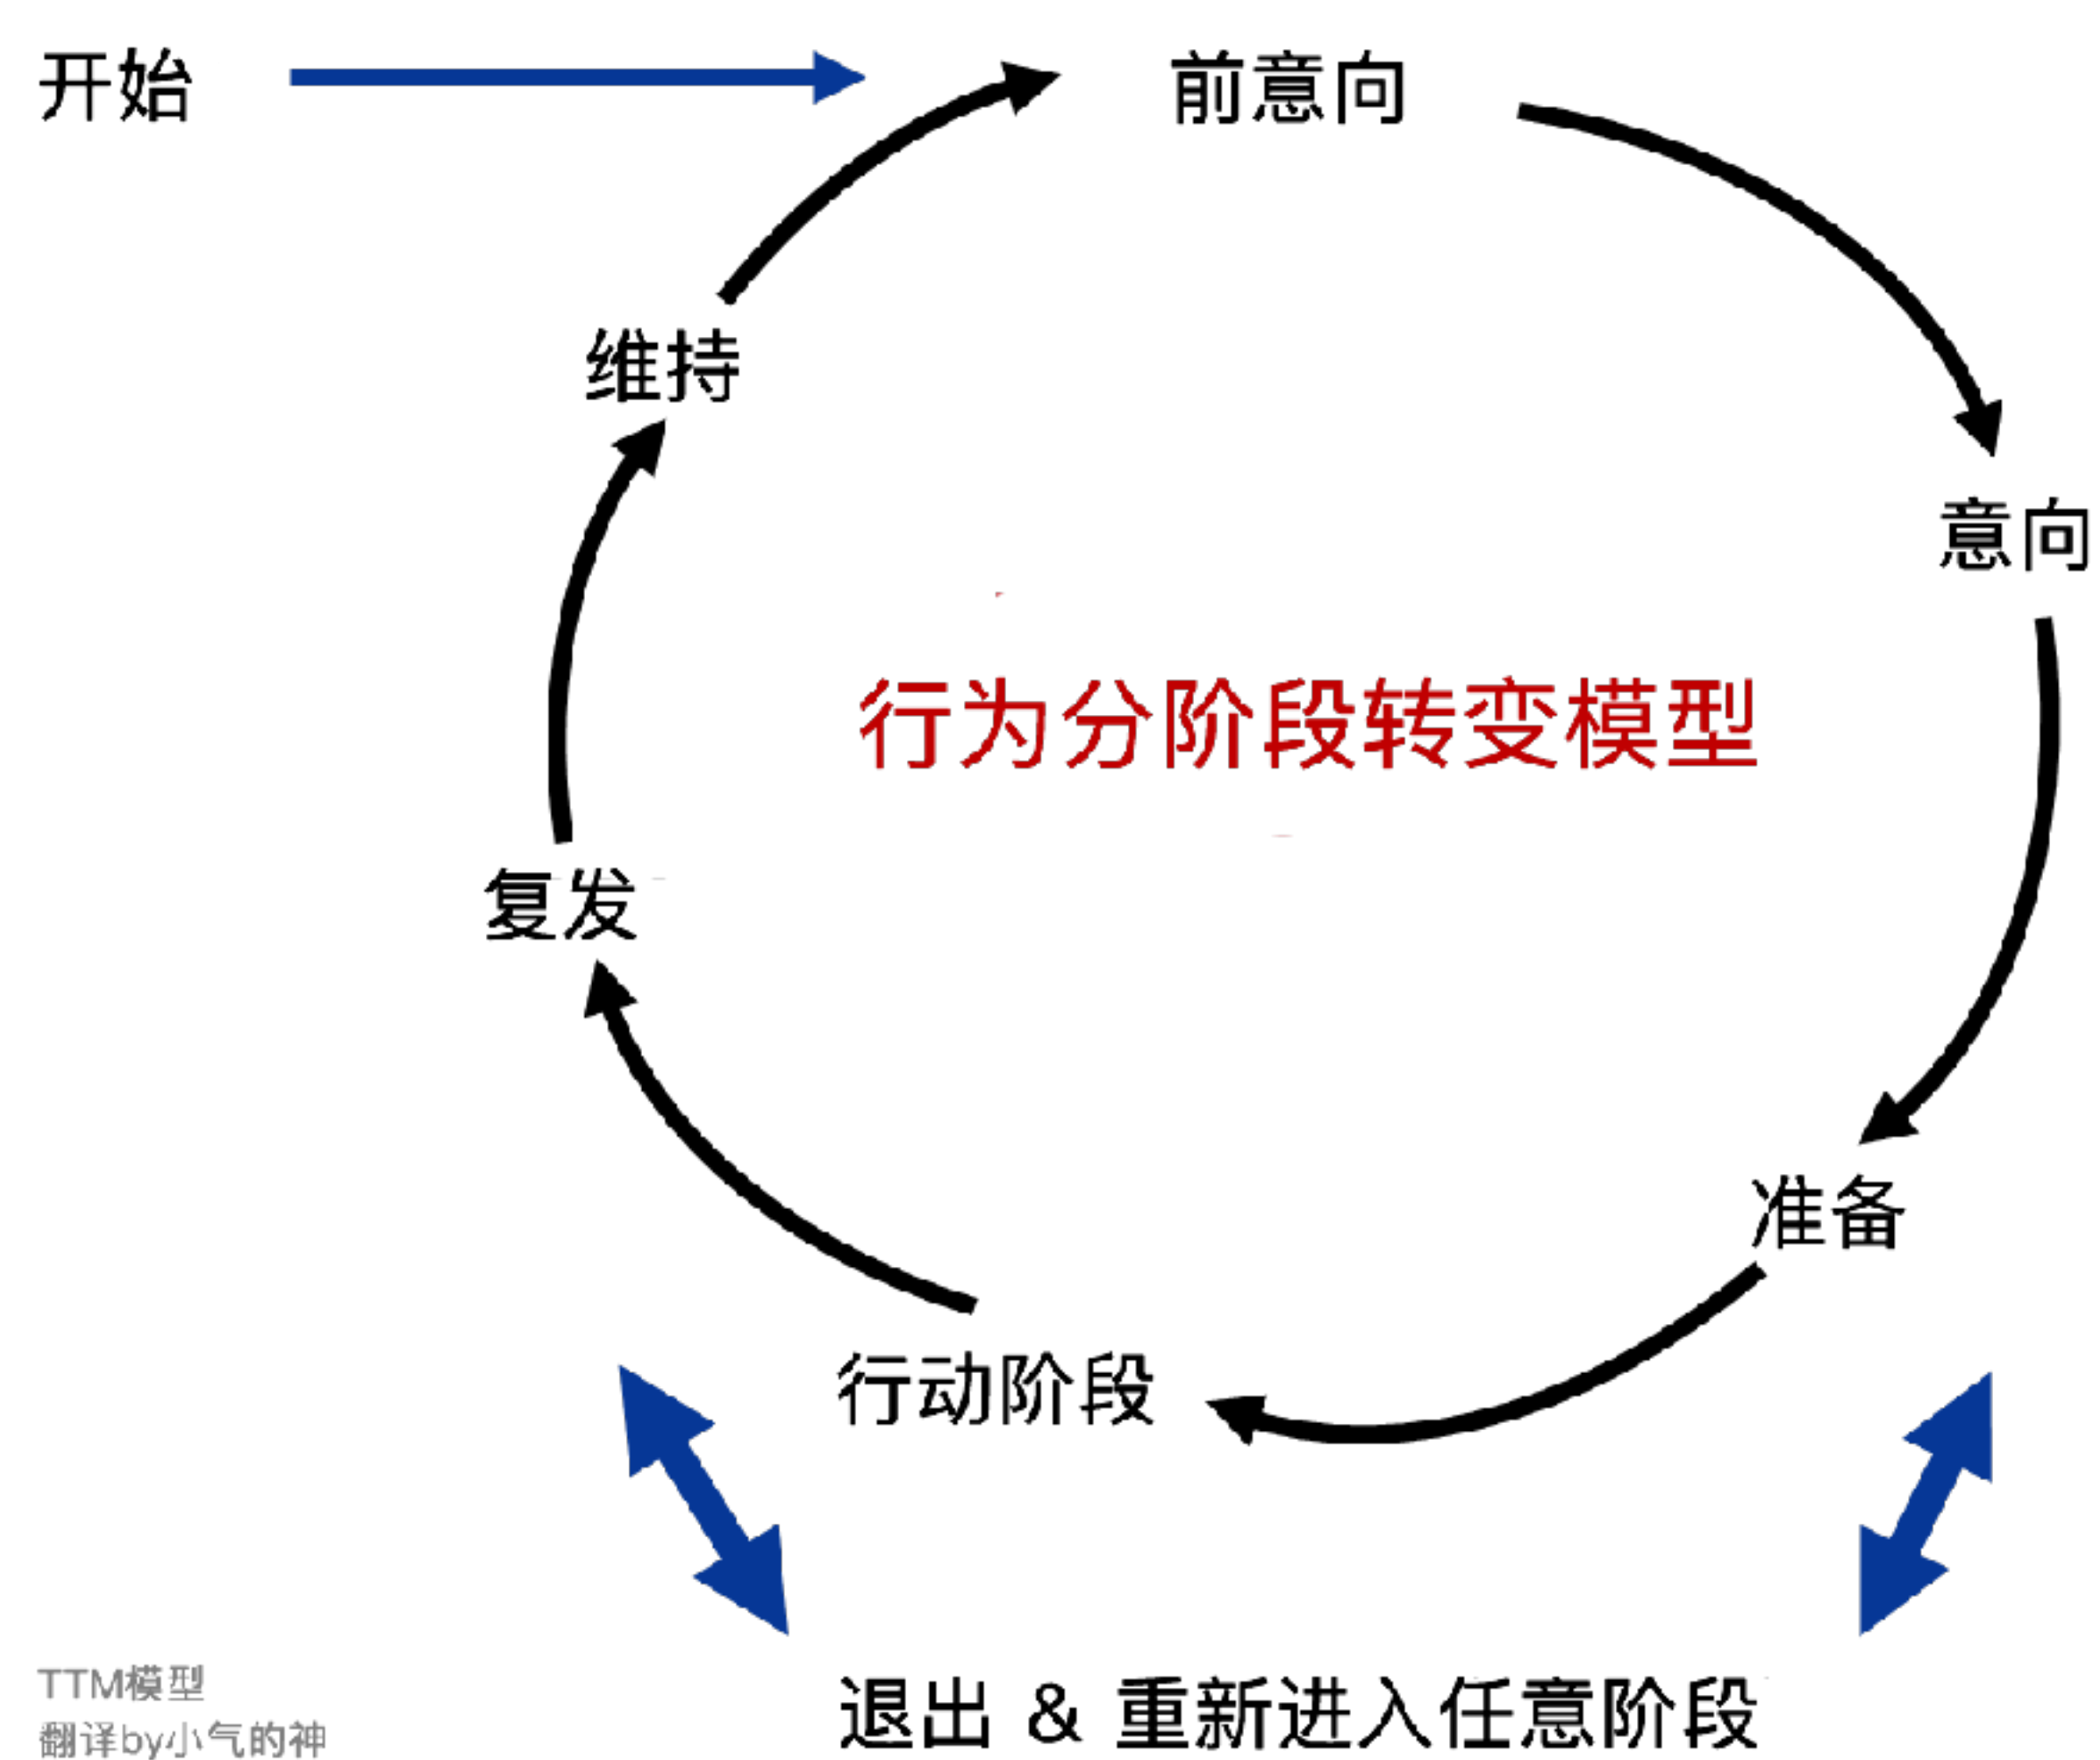 开始
前意向
维持
意向
行为分阶段转变模型
复发
准备
行动阶段
退出 & 重新进入任意阶段
TTM模型
翻译by小气的神